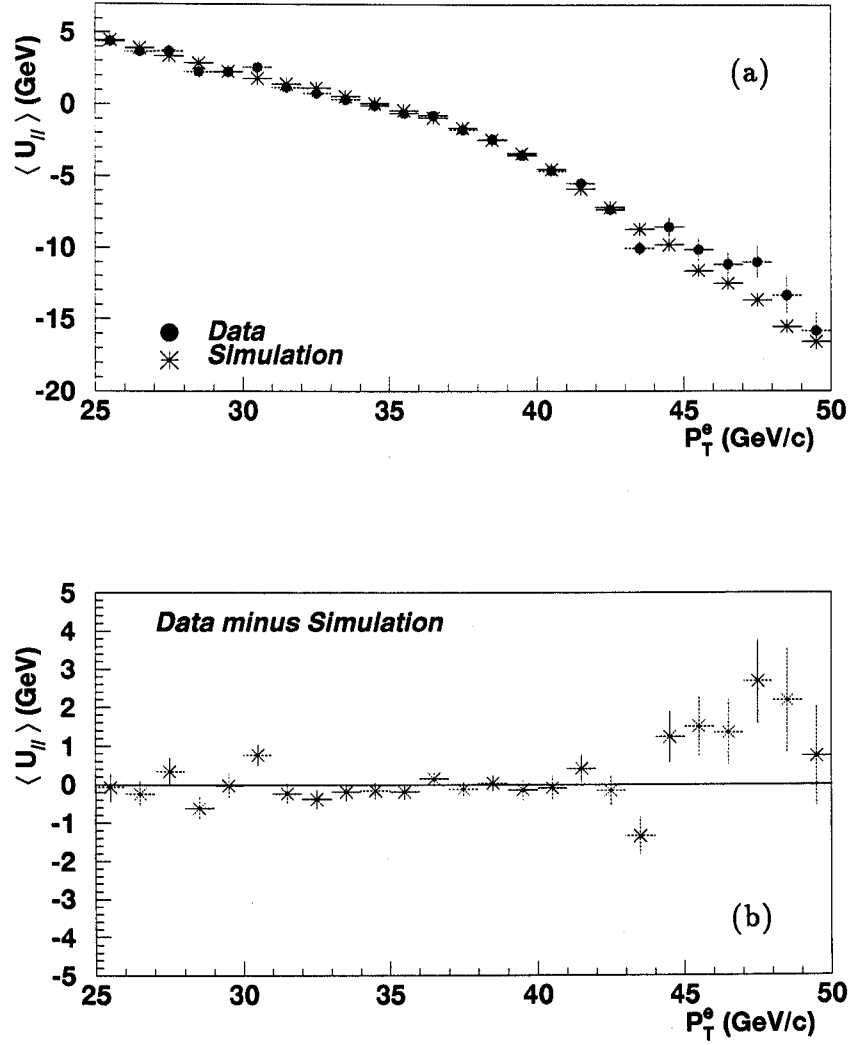 5
0
-5
-10
-15
-20
⟨ U// ⟩ (GeV)
(a)
Data
Simulation
25 30 35 40 45 50
P_T^e (GeV/c)
Data minus Simulation
5
4
3
2
1
0
-1
-2
-3
-4
-5
⟨ U// ⟩ (GeV)
(b)
25 30 35 40 45 50
P_T^e (GeV/c)